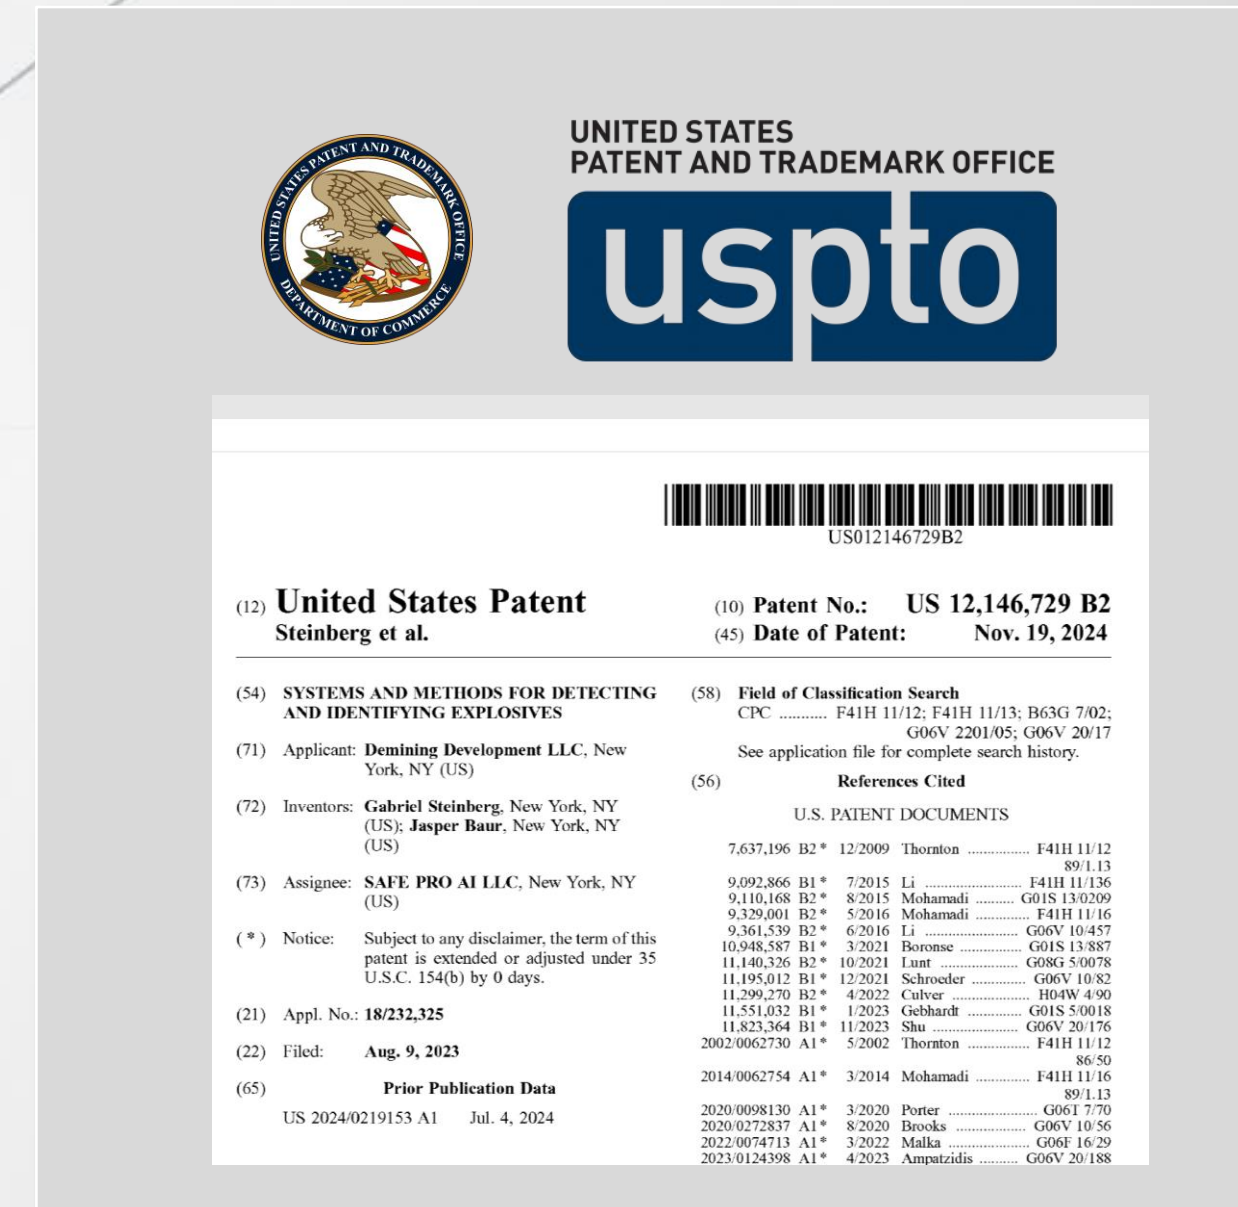 UNITED STATES PATENT AND TRADEMARK OFFICE
DEPARTMENT OF COMMERCE
UNITED STATES
PATENT AND TRADEMARK OFFICE
uspto
US012146729B2
(12) United States Patent
Steinberg et al.
(10) Patent No.: US 12,146,729 B2
(45) Date of Patent: Nov. 19, 2024
(54) SYSTEMS AND METHODS FOR DETECTING
AND IDENTIFYING EXPLOSIVES
(71) Applicant: Demining Development LLC, New
York, NY (US)
(72) Inventors: Gabriel Steinberg, New York, NY
(US); Jasper Baur, New York, NY
(US)
(73) Assignee: SAFE PRO AI LLC, New York, NY
(US)
( * ) Notice: Subject to any disclaimer, the term of this
patent is extended or adjusted under 35
U.S.C. 154(b) by 0 days.
(21) Appl. No.: 18/232,325
(22) Filed: Aug. 9, 2023
(65) Prior Publication Data
US 2024/0219153 A1 Jul. 4, 2024
(58) Field of Classification Search
CPC ........... F41H 11/12; F41H 11/13; B63G 7/02;
G06V 2201/05; G06V 20/17
See application file for complete search history.
(56) References Cited
U.S. PATENT DOCUMENTS
7,637,196 B2 * 12/2009 Thornton ................ F41H 11/12
89/1.13
9,092,866 B1 * 7/2015 Li ......................... F41H 11/136
9,110,168 B2 * 8/2015 Mohamadi .......... G01S 13/0209
9,329,001 B2 * 5/2016 Mohamadi .............. F41H 11/16
9,361,539 B2 * 6/2016 Li ........................ G06V 10/457
10,948,587 B1 * 3/2021 Boronse ................ G01S 13/887
11,140,326 B2 * 10/2021 Lunt .................... G08G 5/0078
11,195,012 B1 * 12/2021 Schroeder ............. G06V 10/82
11,299,270 B2 * 4/2022 Culver ................... H04W 4/90
11,551,032 B1 * 1/2023 Gebhardt .............. G01S 5/0018
11,823,364 B1 * 11/2023 Shu ...................... G06V 20/176
2002/0062730 A1 * 5/2002 Thornton ................ F41H 11/12
86/50
2014/0062754 A1 * 3/2014 Mohamadi .............. F41H 11/16
89/1.13
2020/0098130 A1 * 3/2020 Porter ....................... G06T 7/70
2020/0272837 A1 * 8/2020 Brooks .................... G06V 10/56
2022/0074713 A1 * 3/2022 Malka ..................... G06F 16/29
2023/0124398 A1 * 4/2023 Ampatzidis .......... G06V 20/188